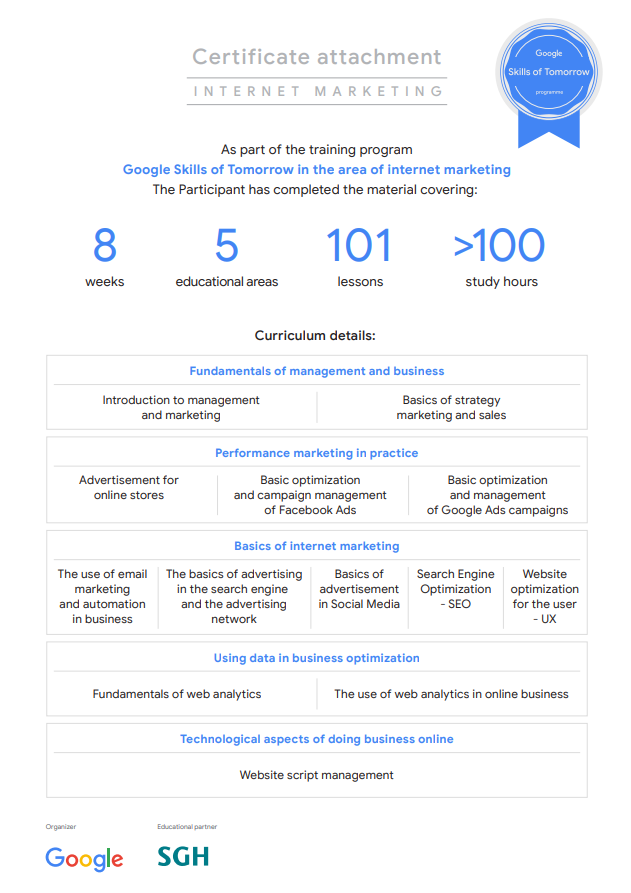 Certificate attachment
INTERNET MARKETING
Google
Skills of Tomorrow
programme
As part of the training program
Google Skills of Tomorrow in the area of internet marketing
The Participant has completed the material covering:
8
weeks
5
educational areas
101
lessons
>100
study hours
Curriculum details:
Fundamentals of management and business
Introduction to management
and marketing
Basics of strategy
marketing and sales
Performance marketing in practice
Advertisement for
online stores
Basic optimization
and campaign management
of Facebook Ads
Basic optimization
and management
of Google Ads campaigns
Basics of internet marketing
The use of email
marketing
and automation
in business
The basics of advertising
in the search engine
and the advertising
network
Basics of
advertisement
in Social Media
Search Engine
Optimization
- SEO
Website
optimization
for the user
- UX
Using data in business optimization
Fundamentals of web analytics
The use of web analytics in online business
Technological aspects of doing business online
Website script management
Organizer
Google
Educational partner
SGH